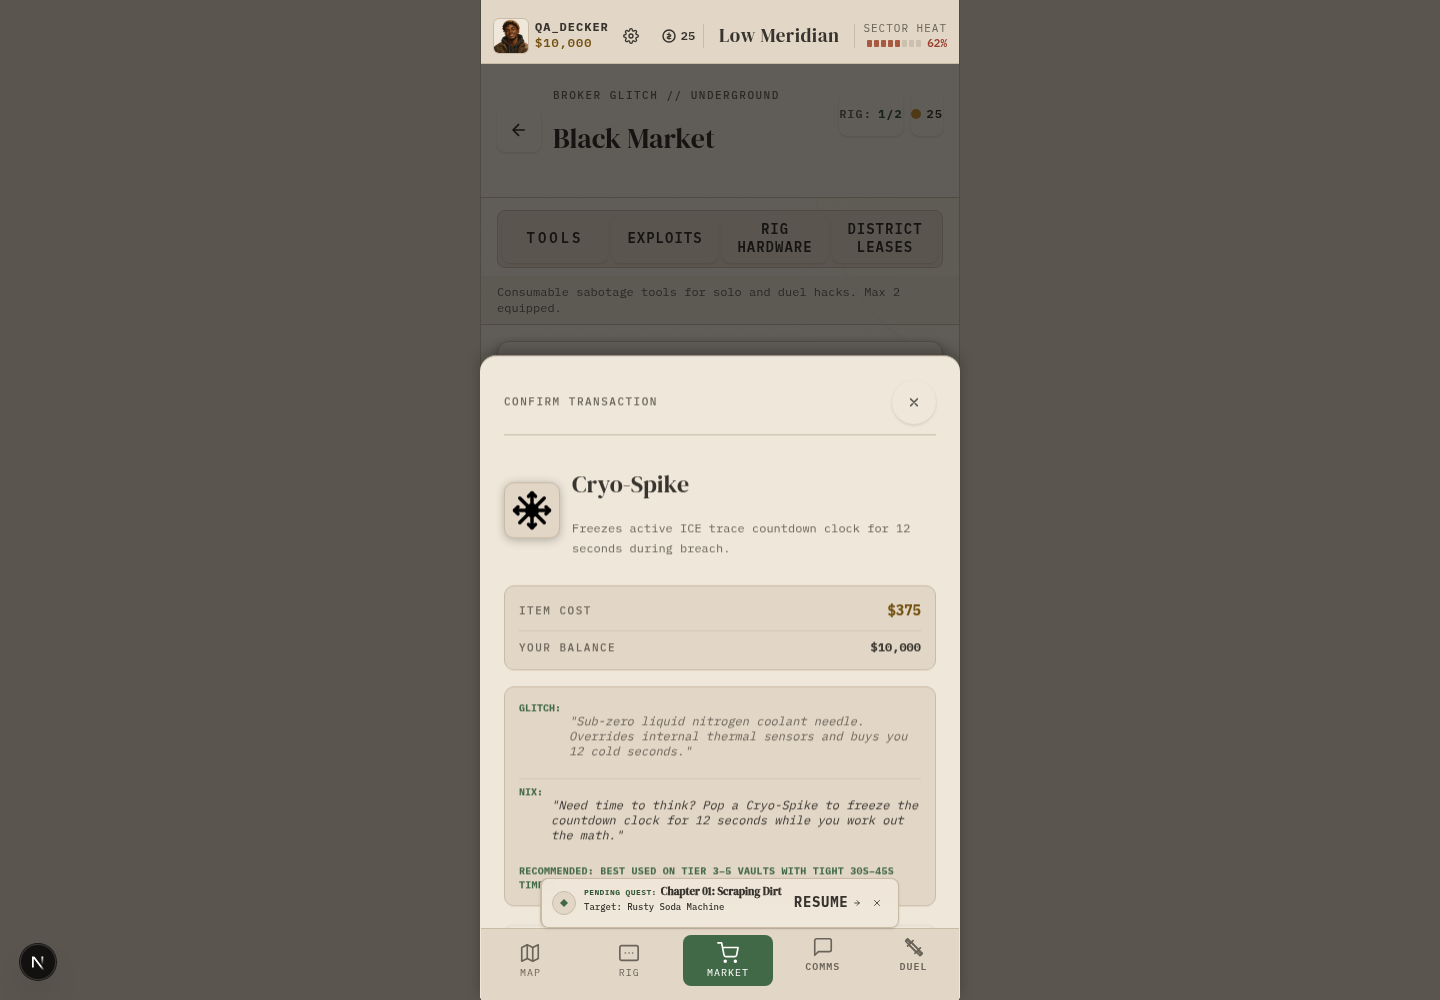 QA_DECKER
$10,000
25
Low Meridian
SECTOR HEAT
62%
BROKER GLITCH // UNDERGROUND
Black Market
RIG: 1/2
25
TOOLS
EXPLOITS
RIG
HARDWARE
DISTRICT
LEASES
Consumable sabotage tools for solo and duel hacks. Max 2
equipped.
CONFIRM TRANSACTION
Cryo-Spike
Freezes active ICE trace countdown clock for 12
seconds during breach.
ITEM COST
$375
YOUR BALANCE
$10,000
GLITCH:
"Sub-zero liquid nitrogen coolant needle.
Overrides internal thermal sensors and buys you
12 cold seconds."
NIX:
"Need time to think? Pop a Cryo-Spike to freeze the
countdown clock for 12 seconds while you work out
the math."
RECOMMENDED: BEST USED ON TIER 3–5 VAULTS WITH TIGHT 30S–45S
PENDING QUEST: Chapter 01: Scraping Dirt
Target: Rusty Soda Machine
RESUME →
MAP
RIG
MARKET
COMMS
DUEL
N